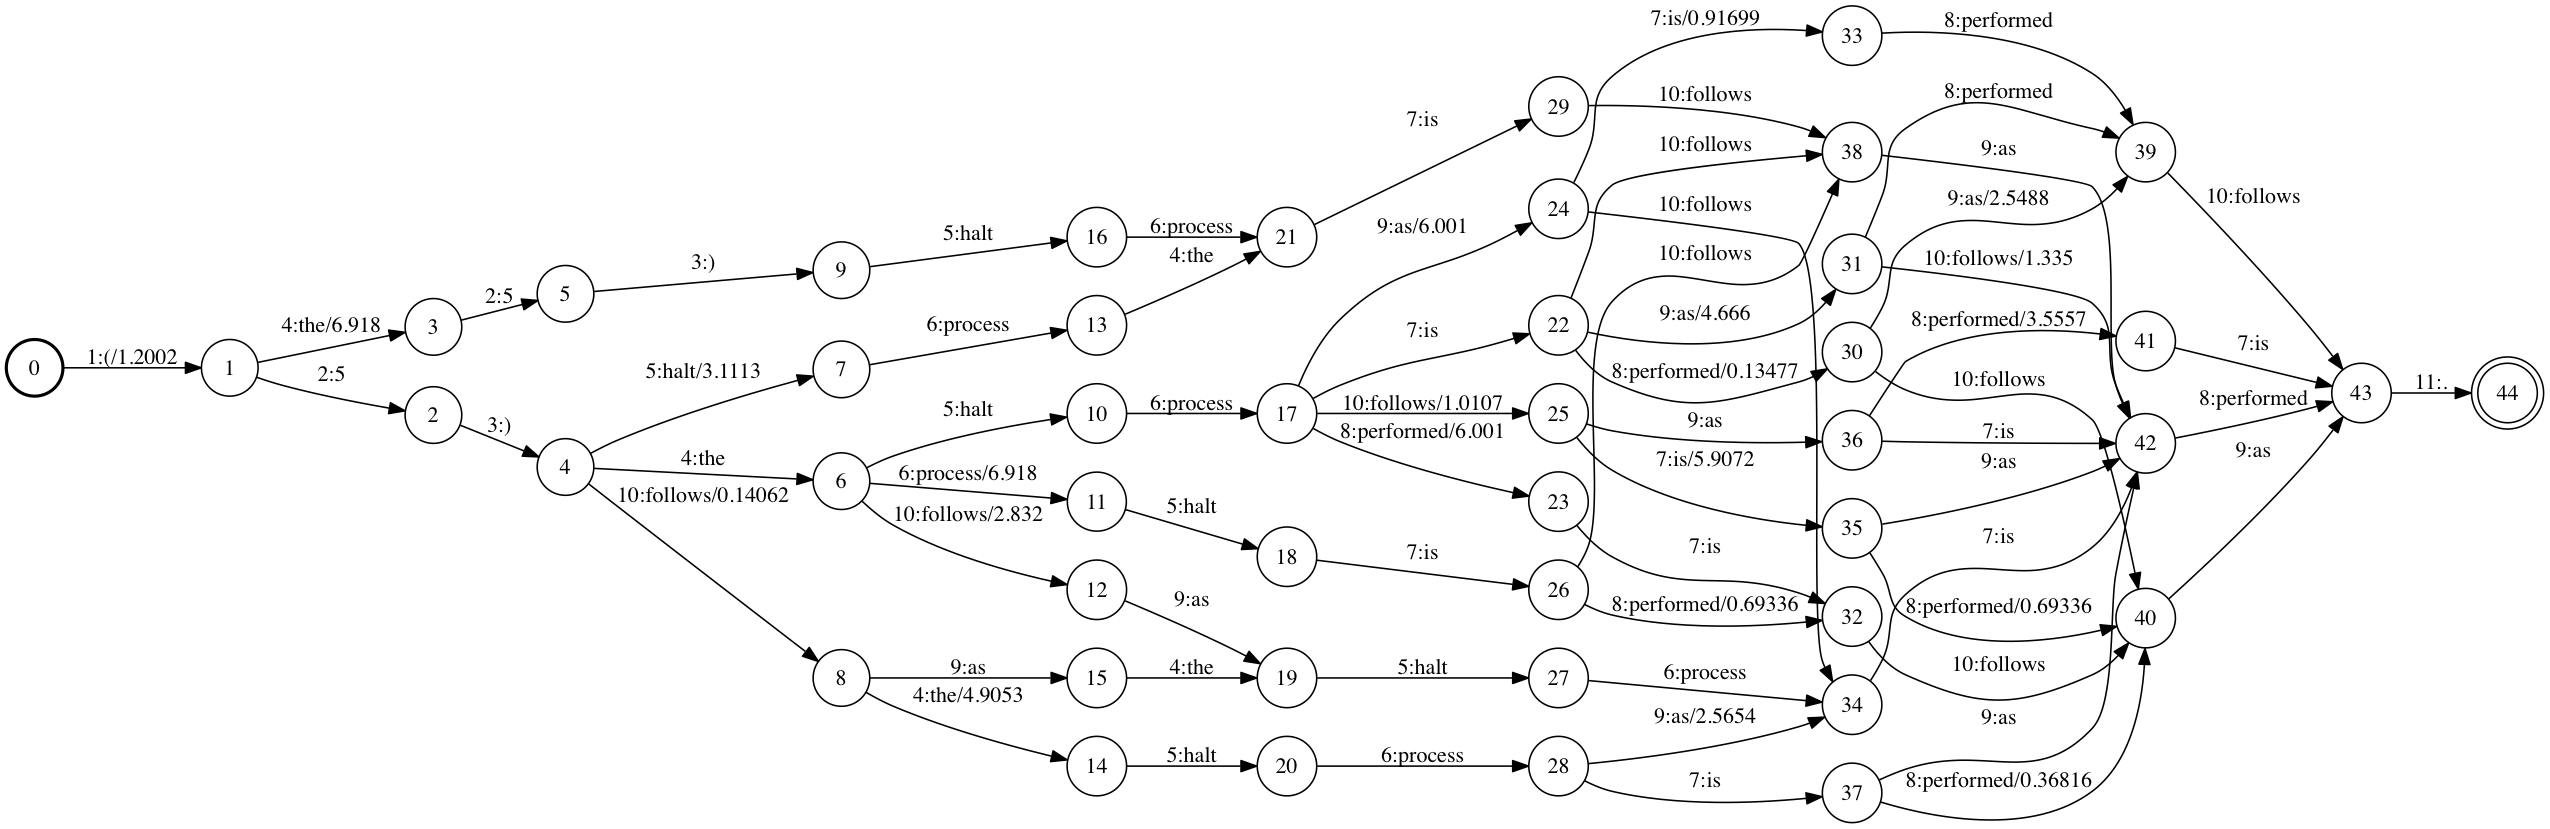 7:is/0.91699
33
8:performed
29
10:follows
8:performed
7:is
10:follows
38
9:as
39
24
10:follows
9:as/2.5488
10:follows
5:halt
16
6:process
21
9:as/6.001
4:the
10:follows
31
10:follows/1.335
3:)
9
2:5
5
4:the/6.918
3
6:process
13
7:is
22
9:as/4.666
8:performed/3.5557
41
7:is
0
1:(/1.2002
1
2:5
5:halt/3.1113
7
8:performed/0.13477
30
10:follows
43
11:.
44
2
3:)
5:halt
10
6:process
17
10:follows/1.0107
25
9:as
36
7:is
42
8:performed
8:performed/6.001
4
4:the
6
6:process/6.918
11
7:is/5.9072
9:as
9:as
10:follows/0.14062
10:follows/2.832
5:halt
23
35
7:is
18
7:is
7:is
12
9:as
26
8:performed/0.69336
32
8:performed/0.69336
40
8
9:as
15
4:the
19
5:halt
27
6:process
10:follows
4:the/4.9053
34
9:as/2.5654
9:as
14
5:halt
20
6:process
28
7:is
37
8:performed/0.36816